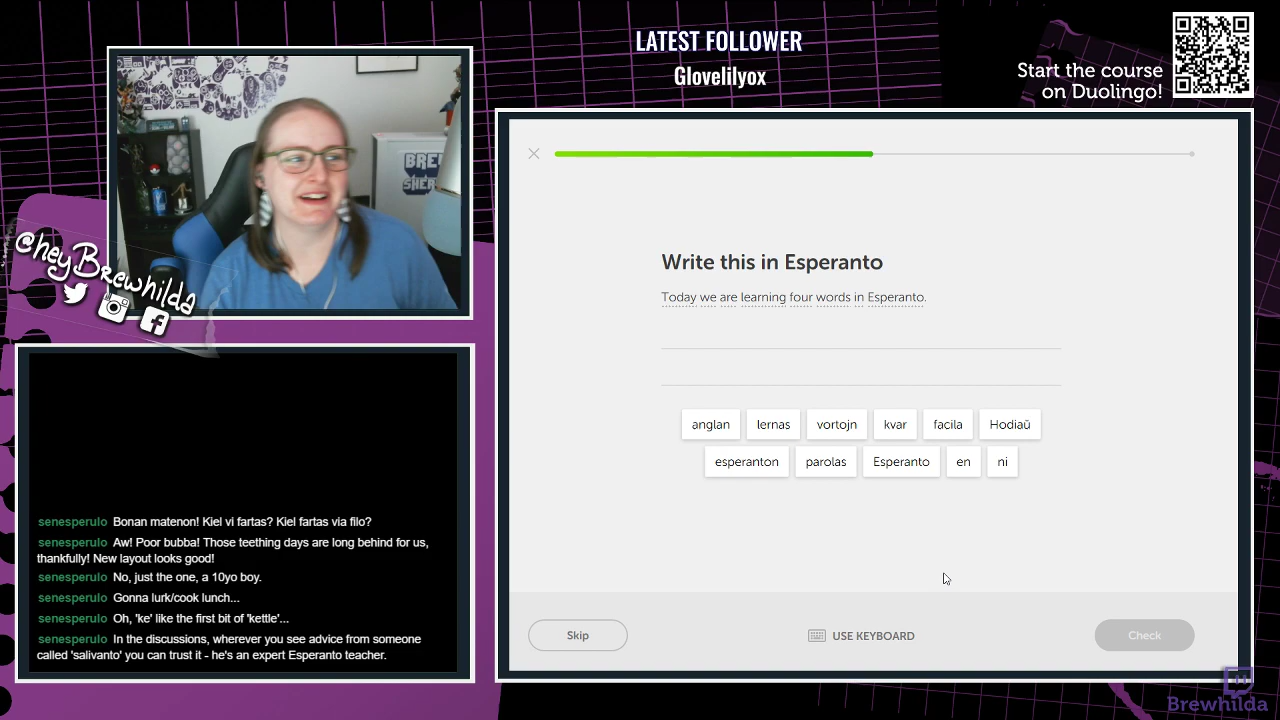 LATEST FOLLOWER
Glovelilyox
Start the course
on Duolingo!
BREW
SHER
@heyBrewhilda
Write this in Esperanto
Today we are learning four words in Esperanto.
anglan lernas vortojn kvar facila Hodiaŭ
esperanton parolas Esperanto en ni
Skip
USE KEYBOARD
Check
senesperulo Bonan matenon! Kiel vi fartas? Kiel fartas via filo?
senesperulo Aw! Poor bubba! Those teething days are long behind for us,
thankfully! New layout looks good!
senesperulo No, just the one, a 10yo boy.
senesperulo Gonna lurk/cook lunch...
senesperulo Oh, 'ke' like the first bit of 'kettle'...
senesperulo In the discussions, wherever you see advice from someone
called 'salivanto' you can trust it - he's an expert Esperanto teacher.
Brewhilda